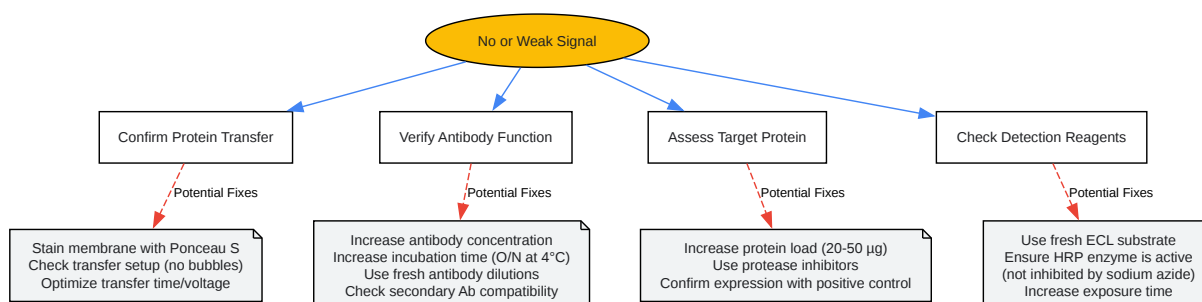 No or Weak Signal
Confirm Protein Transfer
Verify Antibody Function
Assess Target Protein
Check Detection Reagents
Potential Fixes
Potential Fixes
Potential Fixes
Potential Fixes
Stain membrane with Ponceau S
Check transfer setup (no bubbles)
Optimize transfer time/voltage
Increase antibody concentration
Increase incubation time (O/N at 4°C)
Use fresh antibody dilutions
Check secondary Ab compatibility
Increase protein load (20-50 µg)
Use protease inhibitors
Confirm expression with positive control
Use fresh ECL substrate
Ensure HRP enzyme is active
(not inhibited by sodium azide)
Increase exposure time